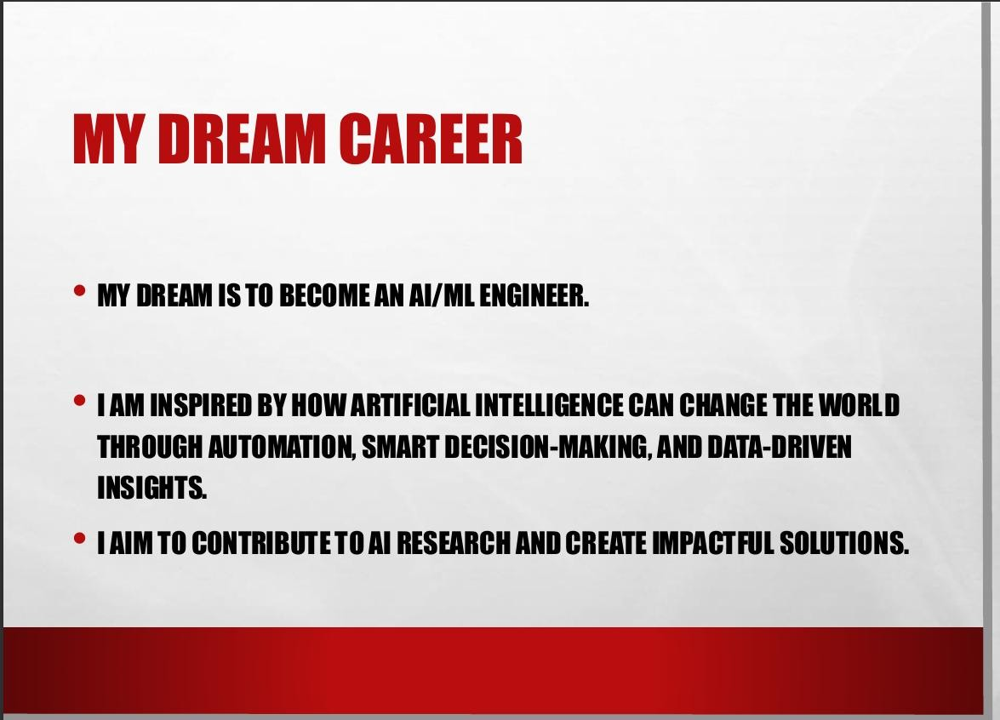 MY DREAM CAREER
• MY DREAM IS TO BECOME AN AI/ML ENGINEER.
• I AM INSPIRED BY HOW ARTIFICIAL INTELLIGENCE CAN CHANGE THE WORLD
THROUGH AUTOMATION, SMART DECISION-MAKING, AND DATA-DRIVEN
INSIGHTS.
• I AIM TO CONTRIBUTE TO AI RESEARCH AND CREATE IMPACTFUL SOLUTIONS.